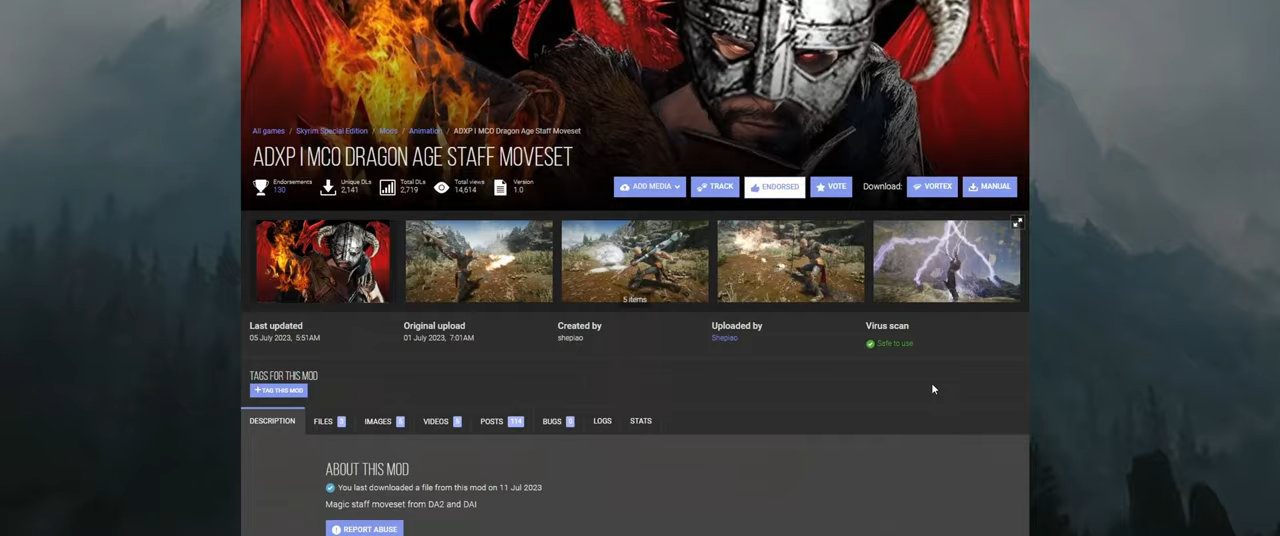 All games / Skyrim Special Edition / Mods / Animation / ADXP I MCO Dragon Age Staff Moveset
ADXP I MCO DRAGON AGE STAFF MOVESET
Endorsements
130
Unique DLs
2,141
Total DLs
2,719
Total views
14,614
Version
1.0
ADD MEDIA
TRACK
ENDORSED
VOTE
Download:
VORTEX
MANUAL
5 items
Last updated
05 July 2023, 5:51AM
Original upload
01 July 2023, 7:01AM
Created by
shepiao
Uploaded by
Shepiao
Virus scan
Safe to use
TAGS FOR THIS MOD
+ TAG THIS MOD
DESCRIPTION
FILES 3
IMAGES 5
VIDEOS 5
POSTS 114
BUGS 0
LOGS
STATS
ABOUT THIS MOD
You last downloaded a file from this mod on 11 Jul 2023
Magic staff moveset from DA2 and DAI
REPORT ABUSE